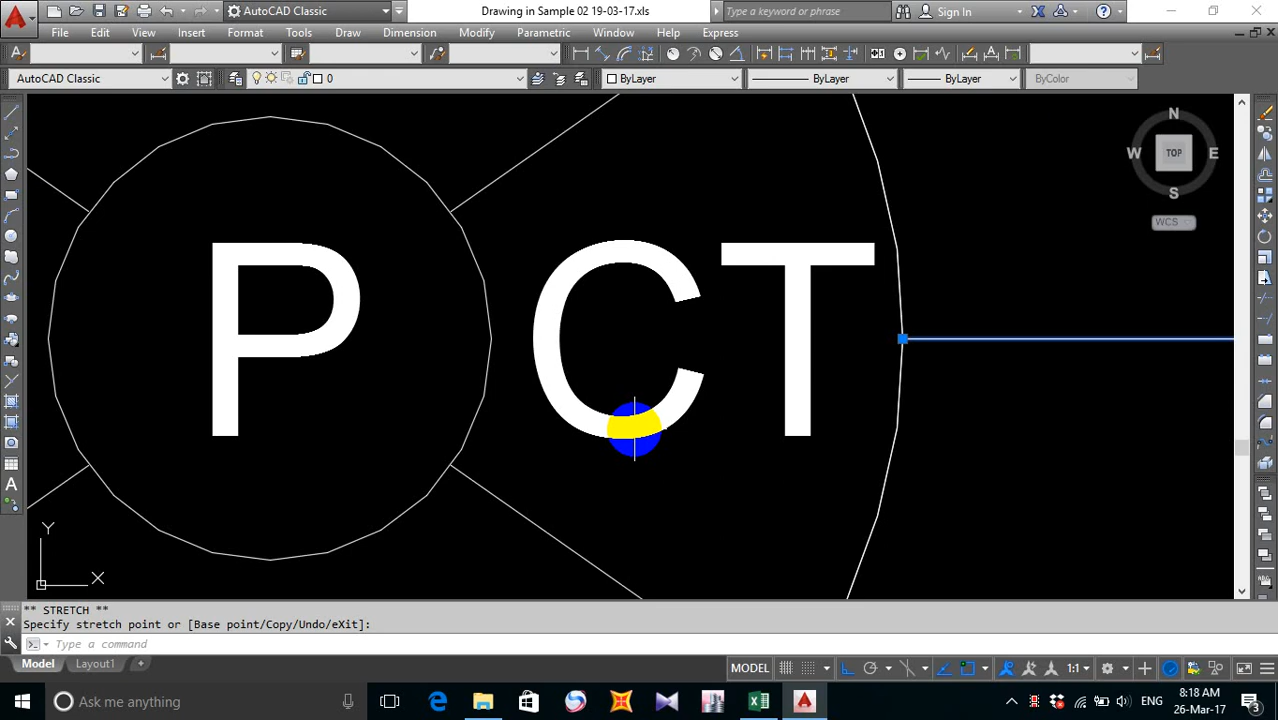 AutoCAD Classic
Drawing in Sample 02 19-03-17.xls
Type a keyword or phrase
Sign In
File Edit View Insert Format Tools Draw Dimension Modify Parametric Window Help Express
AutoCAD Classic
0
ByLayer
ByLayer
ByLayer
ByColor
N
W
TOP
E
S
WCS
P
CT
Y
X
** STRETCH **
Specify stretch point or [Base point/Copy/Undo/eXit]:
Type a command
Model
Layout1
MODEL
1:1
Ask me anything
ENG
8:18 AM
26-Mar-17
3